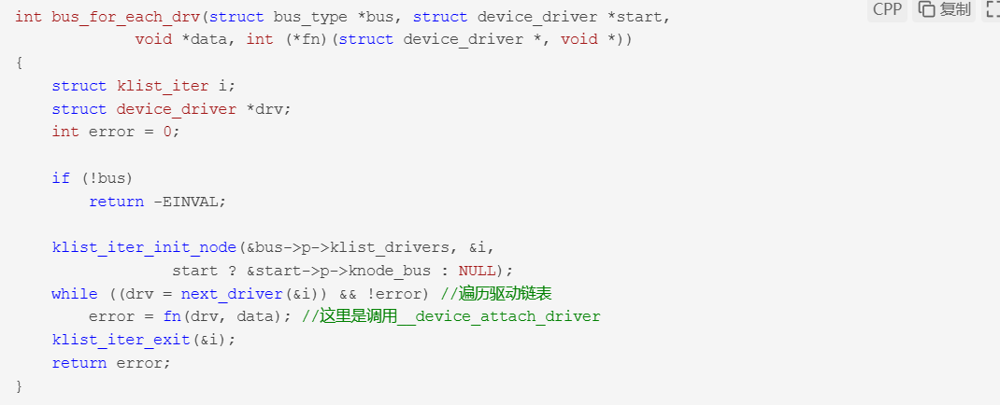 CPP 复制
int bus_for_each_drv(struct bus_type *bus, struct device_driver *start,
             void *data, int (*fn)(struct device_driver *, void *))
{
    struct klist_iter i;
    struct device_driver *drv;
    int error = 0;

    if (!bus)
        return -EINVAL;

    klist_iter_init_node(&bus->p->klist_drivers, &i,
                 start ? &start->p->knode_bus : NULL);
    while ((drv = next_driver(&i)) && !error) //遍历驱动链表
        error = fn(drv, data); //这里是调用__device_attach_driver
    klist_iter_exit(&i);
    return error;
}